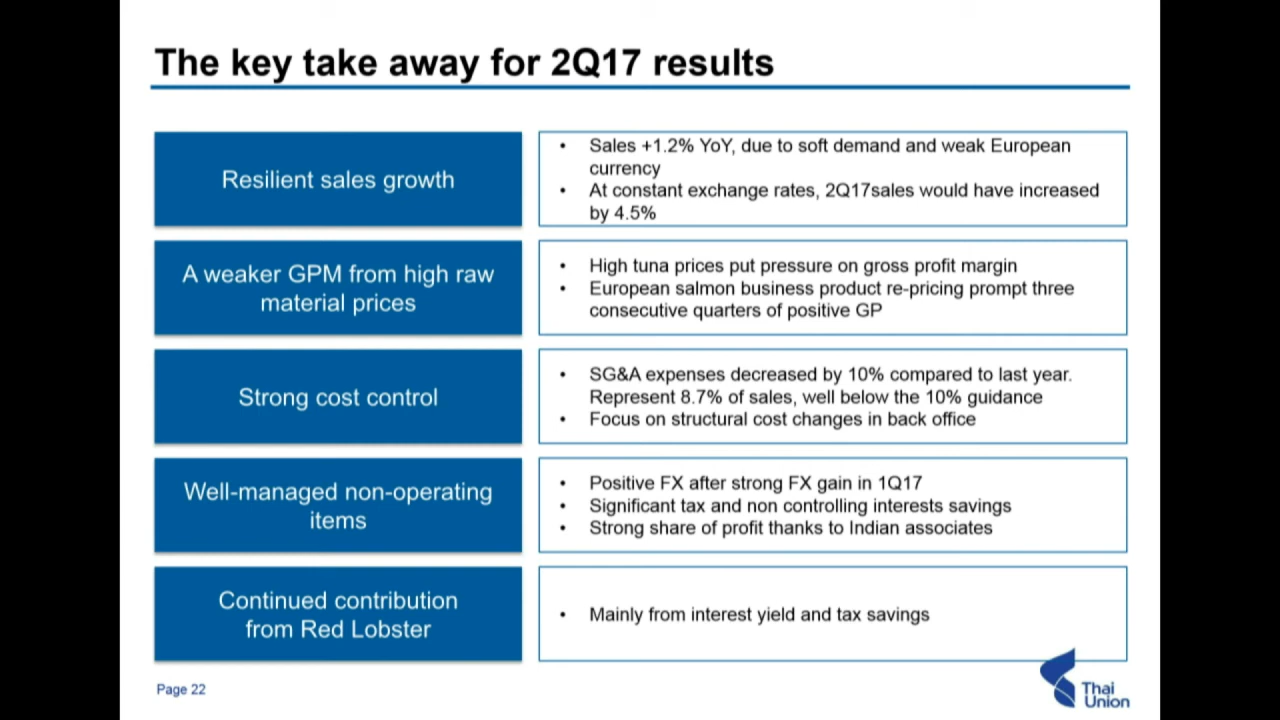 The key take away for 2Q17 results
Resilient sales growth
• Sales +1.2% YoY, due to soft demand and weak European
currency
• At constant exchange rates, 2Q17sales would have increased
by 4.5%
A weaker GPM from high raw
material prices
• High tuna prices put pressure on gross profit margin
• European salmon business product re-pricing prompt three
consecutive quarters of positive GP
Strong cost control
• SG&A expenses decreased by 10% compared to last year.
Represent 8.7% of sales, well below the 10% guidance
• Focus on structural cost changes in back office
Well-managed non-operating
items
• Positive FX after strong FX gain in 1Q17
• Significant tax and non controlling interests savings
• Strong share of profit thanks to Indian associates
Continued contribution
from Red Lobster
• Mainly from interest yield and tax savings
Page 22
Thai
Union